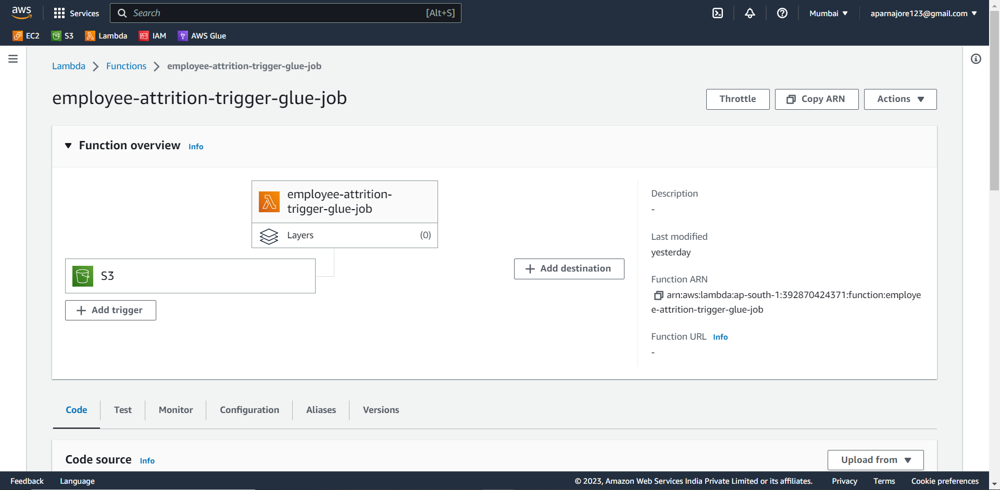 aws
Services
Search
[Alt+S]
Mumbai
aparnajore123@gmail.com
EC2
S3
Lambda
IAM
AWS Glue
Lambda
Functions
employee-attrition-trigger-glue-job
employee-attrition-trigger-glue-job
Throttle
Copy ARN
Actions
Function overview
Info
employee-attrition-
trigger-glue-job
Layers
(0)
S3
Add trigger
Add destination
Description
-
Last modified
yesterday
Function ARN
arn:aws:lambda:ap-south-1:392870424371:function:employe
e-attrition-trigger-glue-job
Function URL
Info
-
Code
Test
Monitor
Configuration
Aliases
Versions
Code source
Info
Upload from
Feedback
Language
© 2023, Amazon Web Services India Private Limited or its affiliates.
Privacy
Terms
Cookie preferences